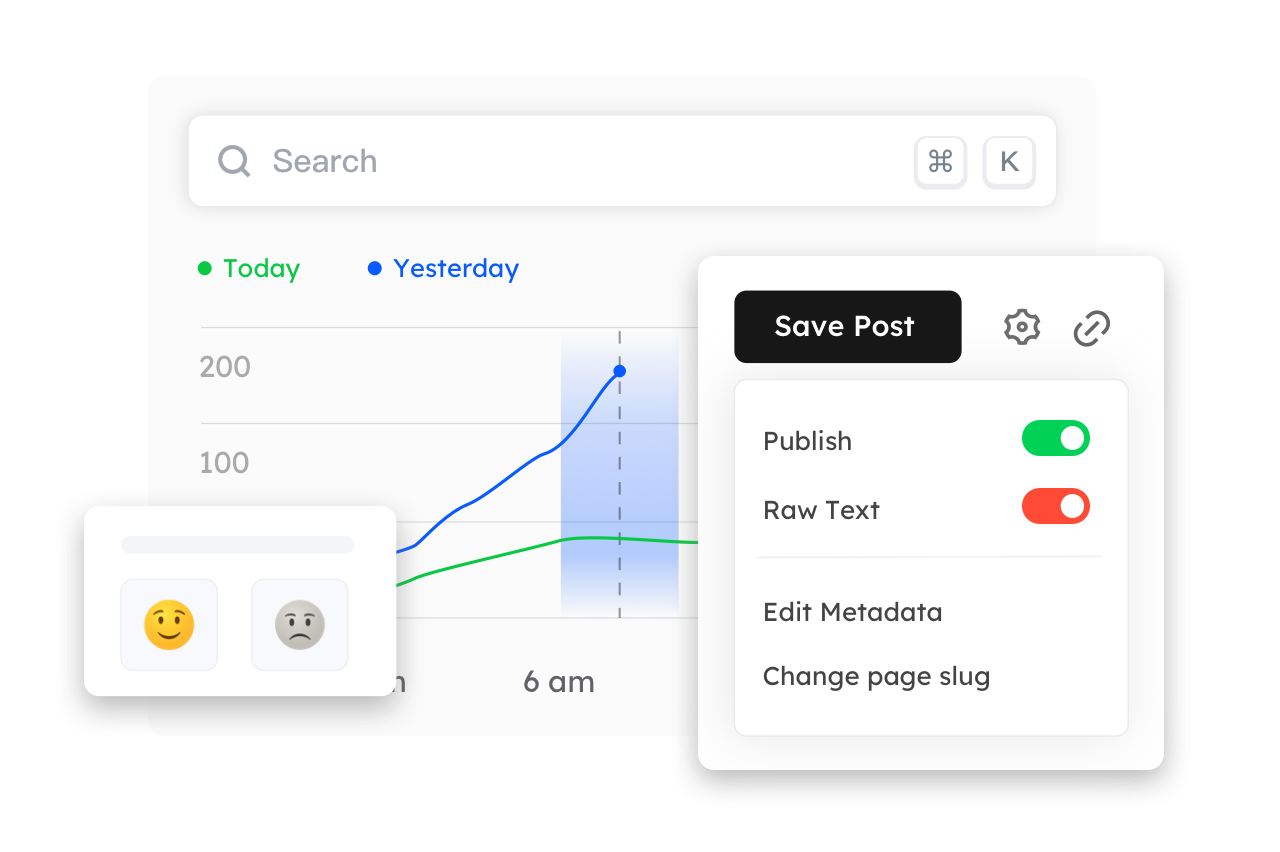 Search ⌘ K
Today Yesterday
200
100
6 am
Save Post
Publish
Raw Text
Edit Metadata
Change page slug